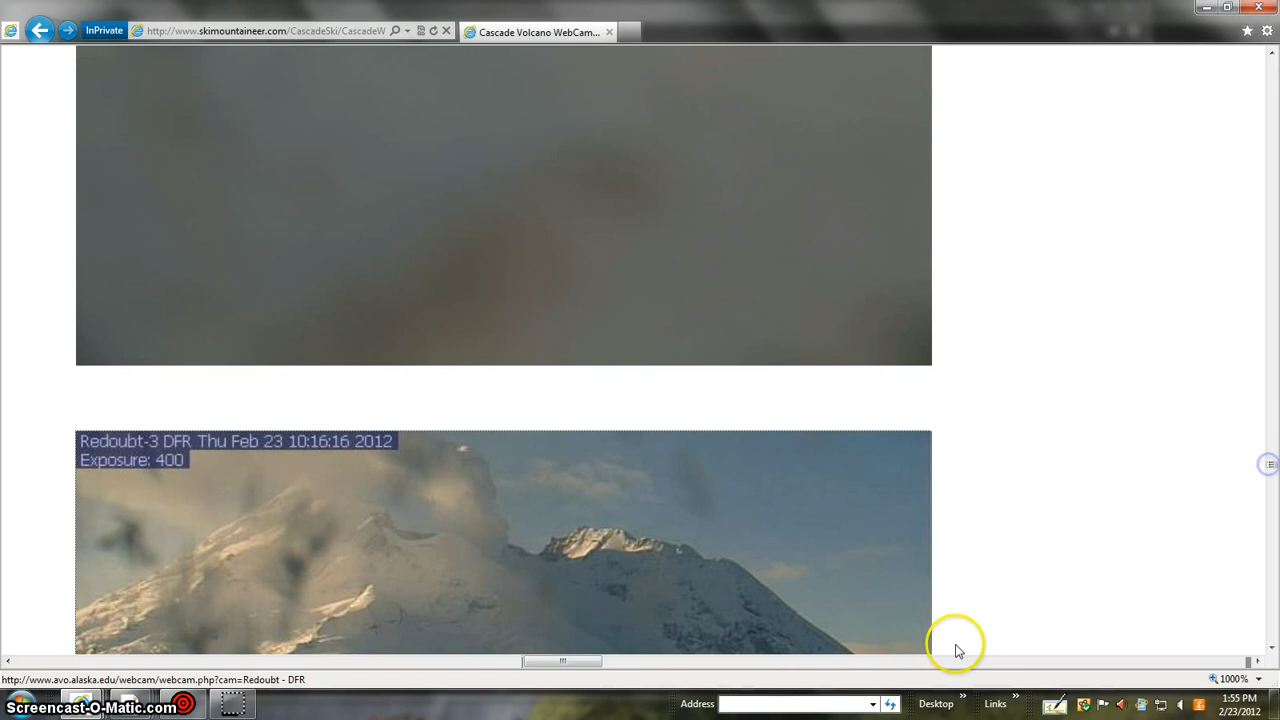 InPrivate
http://www.skimountaineer.com/CascadeSki/CascadeW
Cascade Volcano WebCam...
Redoubt-3 DFR Thu Feb 23 10:16:16 2012
Exposure: 400
http://www.avo.alaska.edu/webcam/webcam.php?cam=Redoubt - DFR
1000%
Screencast-O-Matic.com
Address
Desktop
Links
1:55 PM
2/23/2012